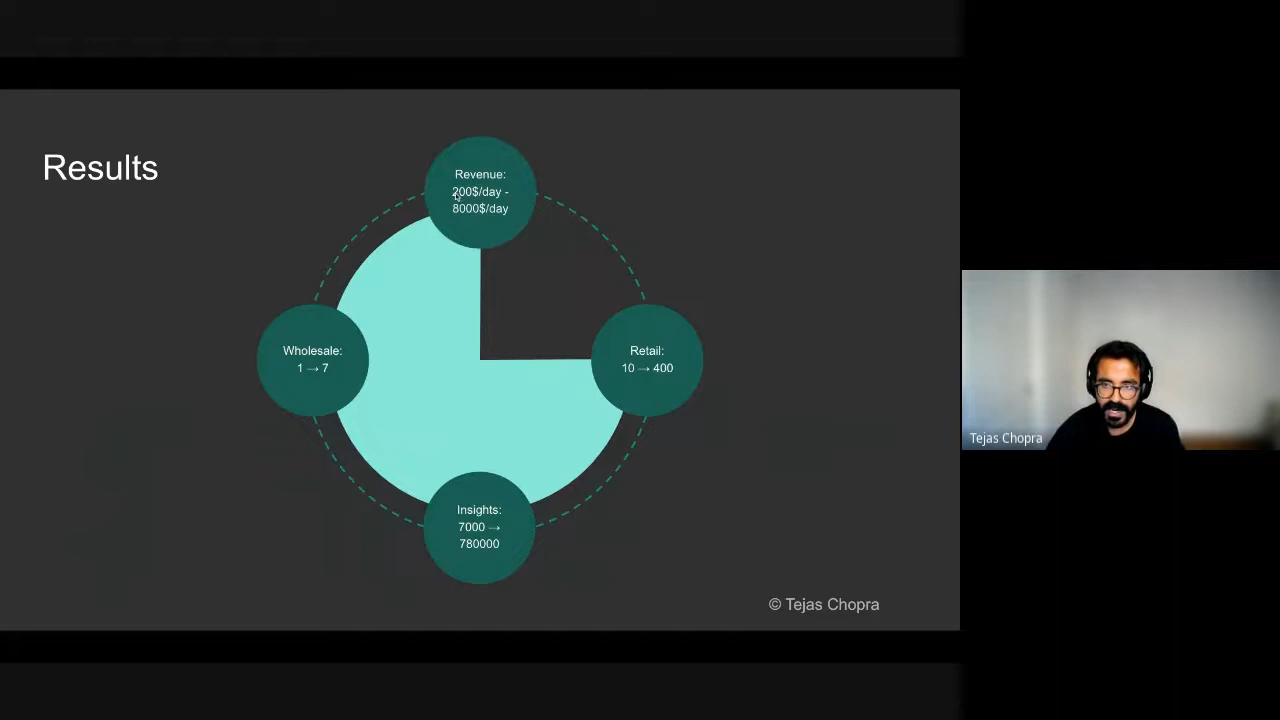 Results
Revenue:
200$/day -
8000$/day
Wholesale:
1 → 7
Retail:
10 → 400
Insights:
7000 →
780000
© Tejas Chopra
Tejas Chopra